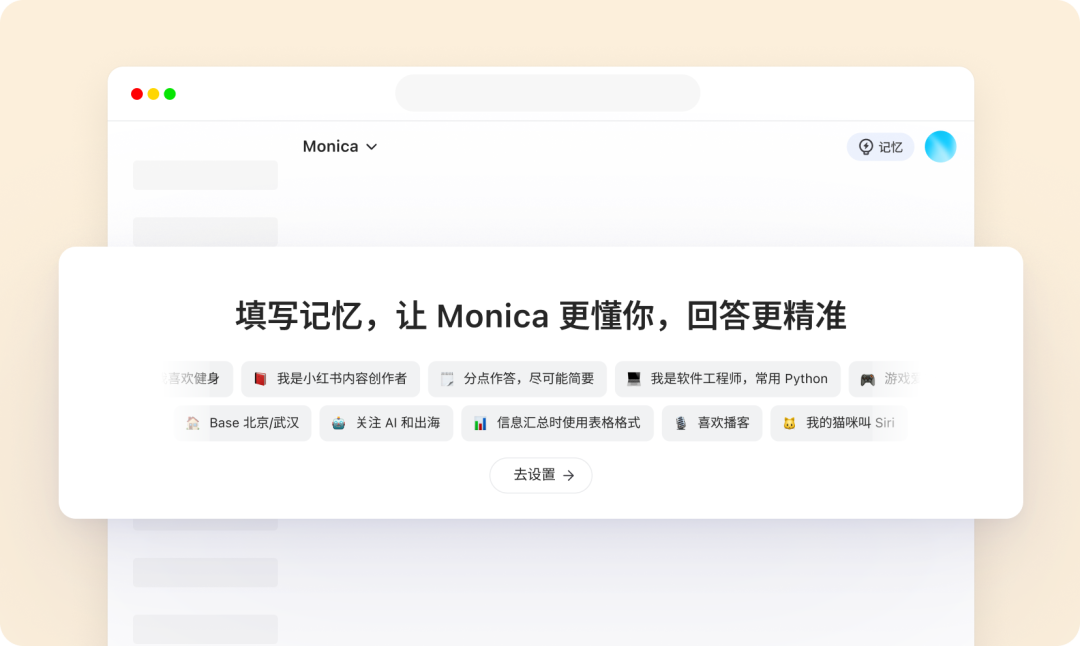 Monica
记忆
填写记忆，让 Monica 更懂你，回答更精准
喜欢健身 我是小红书内容创作者 分点作答，尽可能简要 我是软件工程师，常用 Python 游戏
Base 北京/武汉 关注 AI 和出海 信息汇总时使用表格格式 喜欢播客 我的猫咪叫 Siri
去设置 →